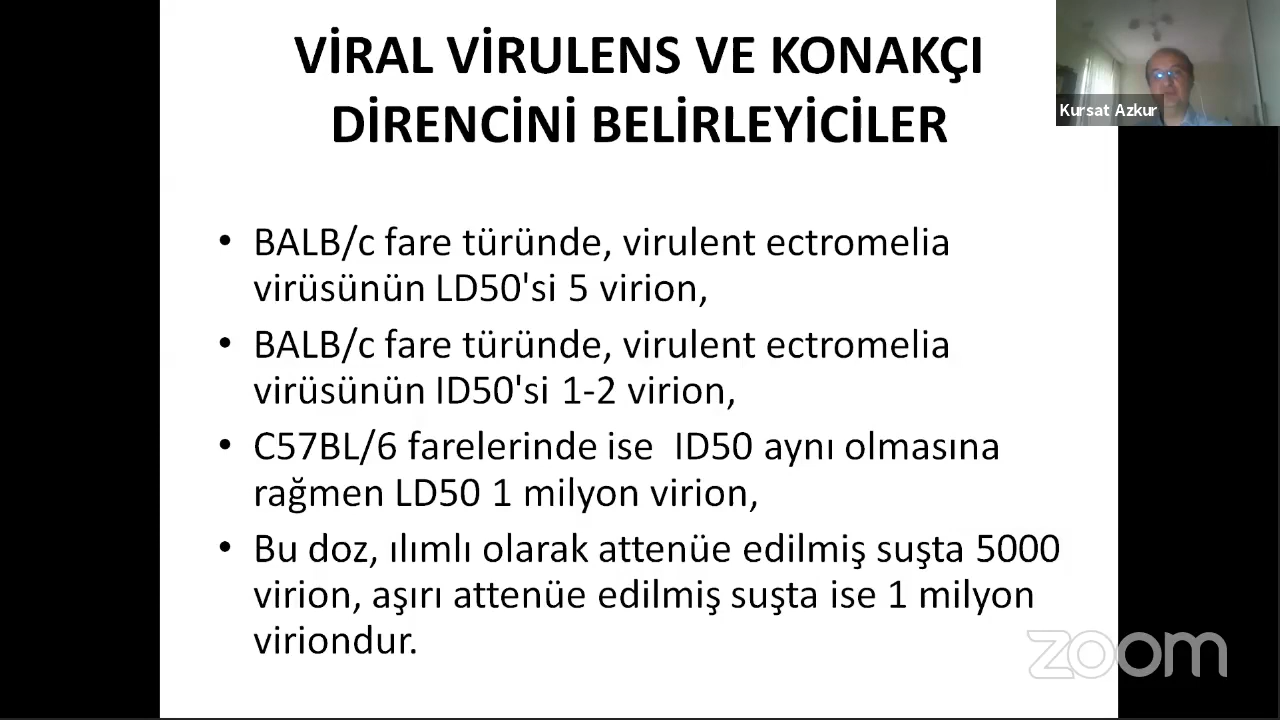 VİRAL VİRULENS VE KONAKÇI
DİRENCİNİ BELİRLEYİCİLER
Kursat Azkur
• BALB/c fare türünde, virulent ectromelia
virüsünün LD50'si 5 virion,
• BALB/c fare türünde, virulent ectromelia
virüsünün ID50'si 1-2 virion,
• C57BL/6 farelerinde ise  ID50 aynı olmasına
rağmen LD50 1 milyon virion,
• Bu doz, ılımlı olarak attenüe edilmiş suşta 5000
virion, aşırı attenüe edilmiş suşta ise 1 milyon
viriondur.
zoom